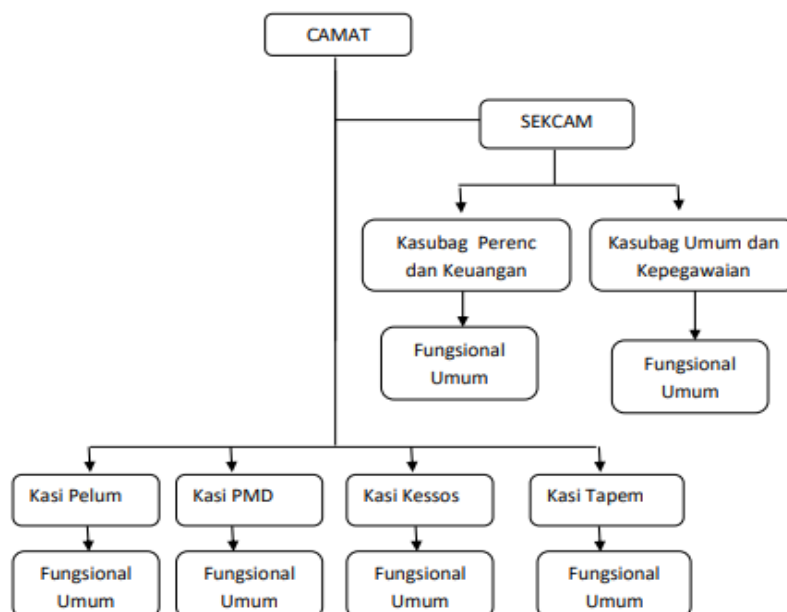 CAMAT
SEKCAM
Kasubag Perenc
dan Keuangan
Kasubag Umum dan
Kepegawaian
Fungsional
Umum
Fungsional
Umum
Kasi Pelum
Kasi PMD
Kasi Kessos
Kasi Tapem
Fungsional
Umum
Fungsional
Umum
Fungsional
Umum
Fungsional
Umum